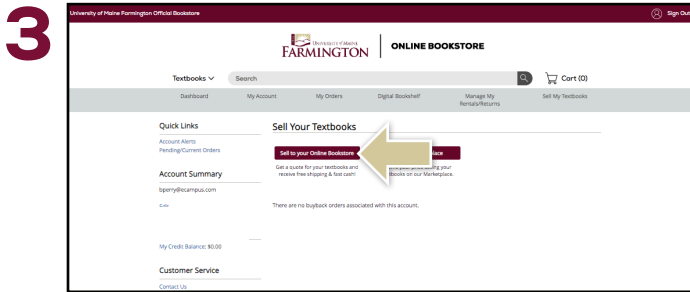 3
University of Maine Farmington Official Bookstore
Sign Out
UNIVERSITY OF MAINE
FARMINGTON
ONLINE BOOKSTORE
Textbooks
Search
Cart (0)
Dashboard
My Account
My Orders
Digital Bookshelf
Manage My
Rentals/Returns
Sell My Textbooks
Quick Links
Account Alerts
Pending/Current Orders
Account Summary
bperry@ecampus.com
My Credit Balance: $0.00
Customer Service
Contact Us
Sell Your Textbooks
Sell to your Online Bookstore
Get a quote for your textbooks and
receive free shipping & fast cash!
lace
your
tbooks on our Marketplace.
There are no buyback orders associated with this account.